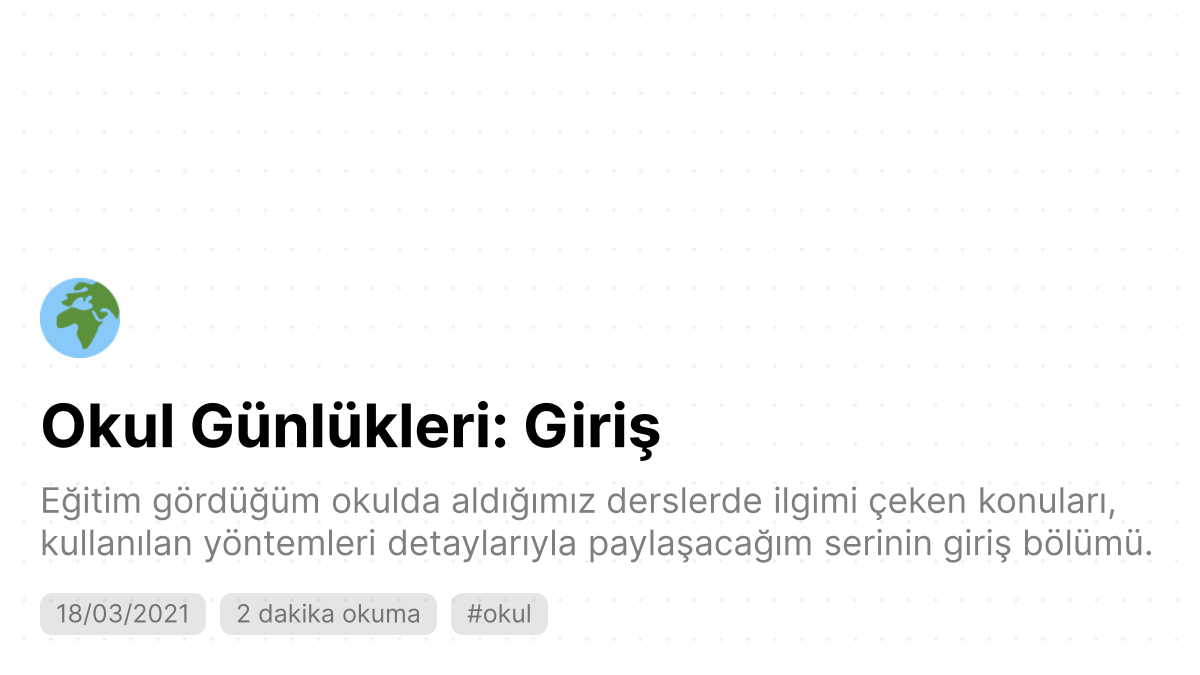 Okul Günlükleri: Giriş
Eğitim gördüğüm okulda aldığımız derslerde ilgimi çeken konuları,
kullanılan yöntemleri detaylarıyla paylaşacağım serinin giriş bölümü.
18/03/2021 2 dakika okuma #okul